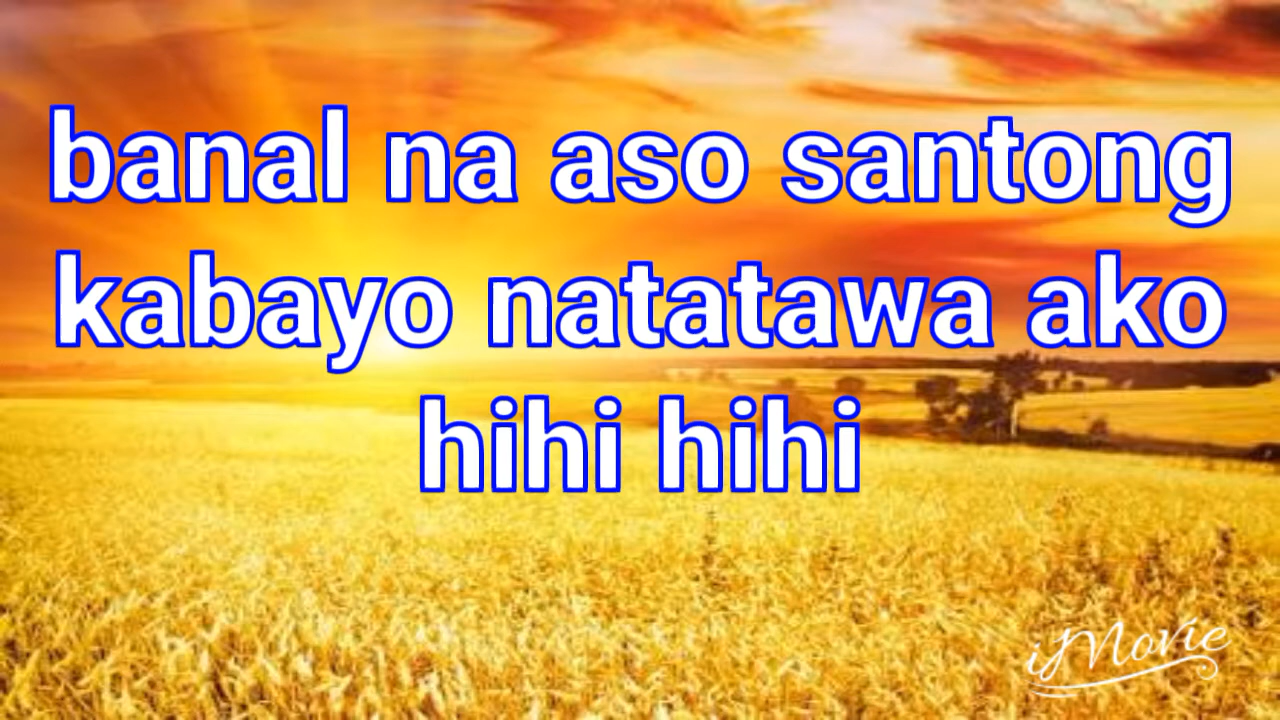 banal na aso santong
kabayo natatawa ako
hihi hihi
iMovie